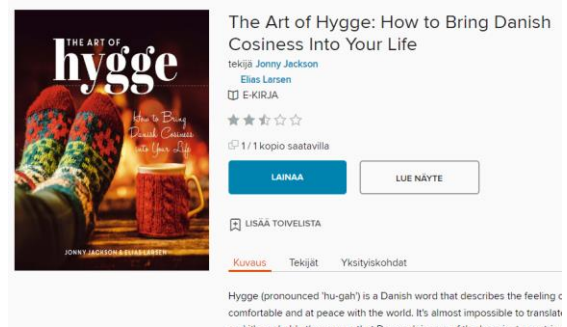 THE ART OF
hygge
How to Bring
Danish Cosiness
into Your Life
JONNY JACKSON & ELIAS LARSEN
The Art of Hygge: How to Bring Danish
Cosiness Into Your Life
tekijä Jonny Jackson
Elias Larsen
E-KIRJA
1 / 1 kopio saatavilla
LAINAA
LUE NÄYTE
LISÄÄ TOIVELISTA
Kuvaus Tekijät Yksityiskohdat
Hygge (pronounced 'hu-gah') is a Danish word that describes the feeling
comfortable and at peace with the world. It's almost impossible to translate